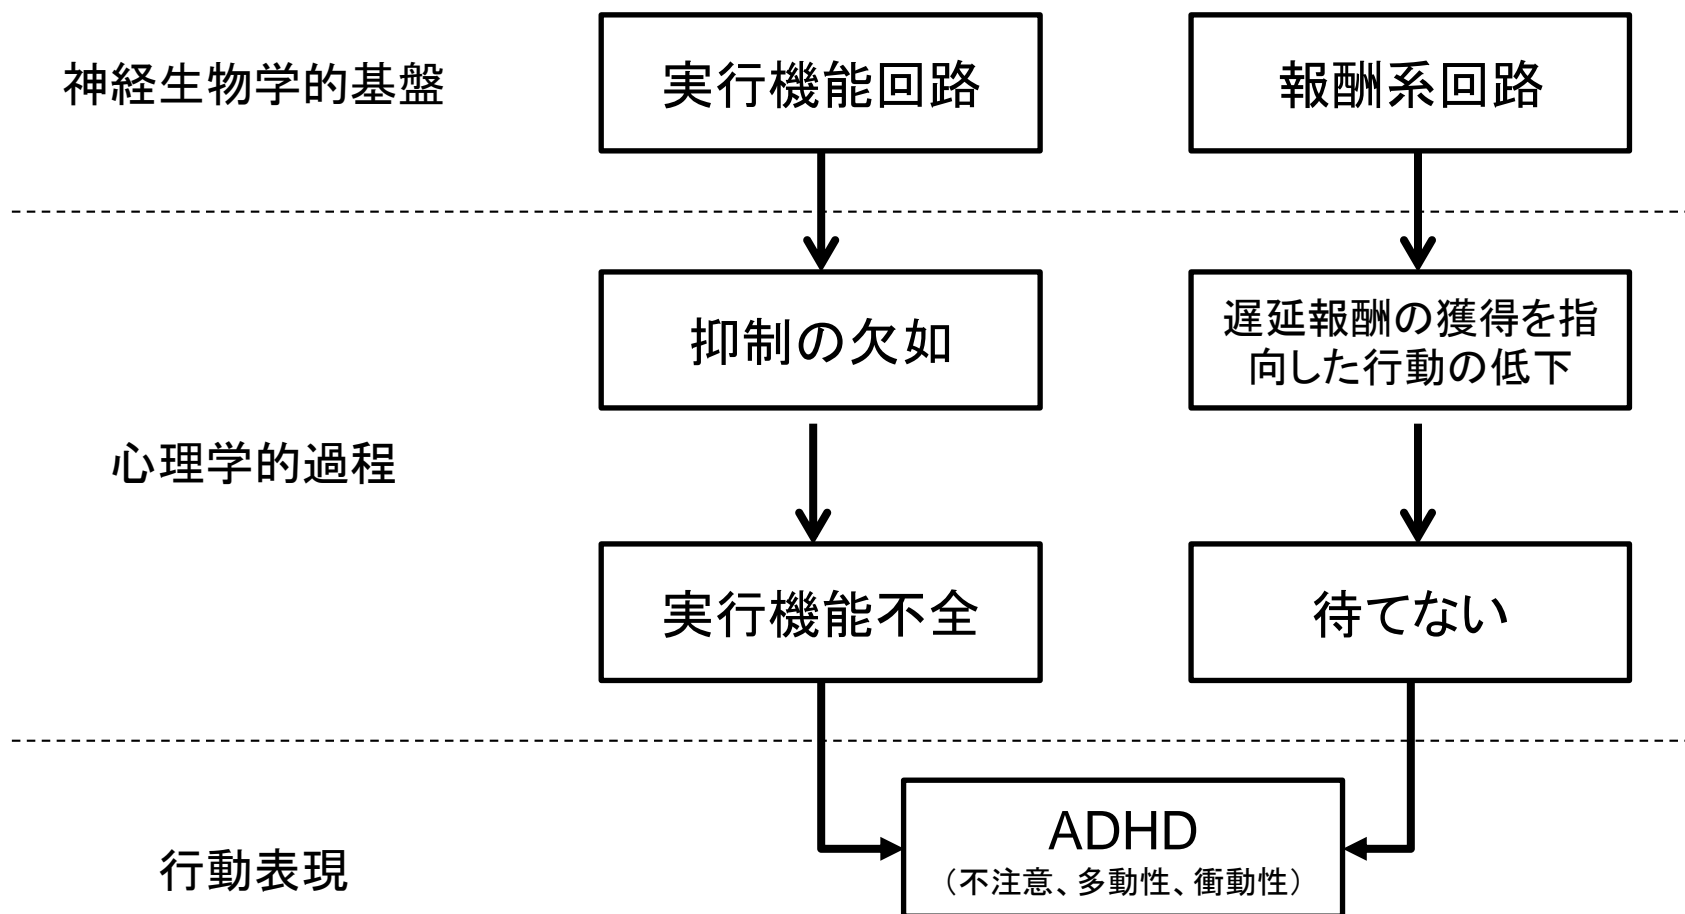 神経生物学的基盤
実行機能回路
報酬系回路
抑制の欠如
遅延報酬の獲得を指
向した行動の低下
心理学的過程
実行機能不全
待てない
行動表現
ADHD
（不注意、多動性、衝動性）